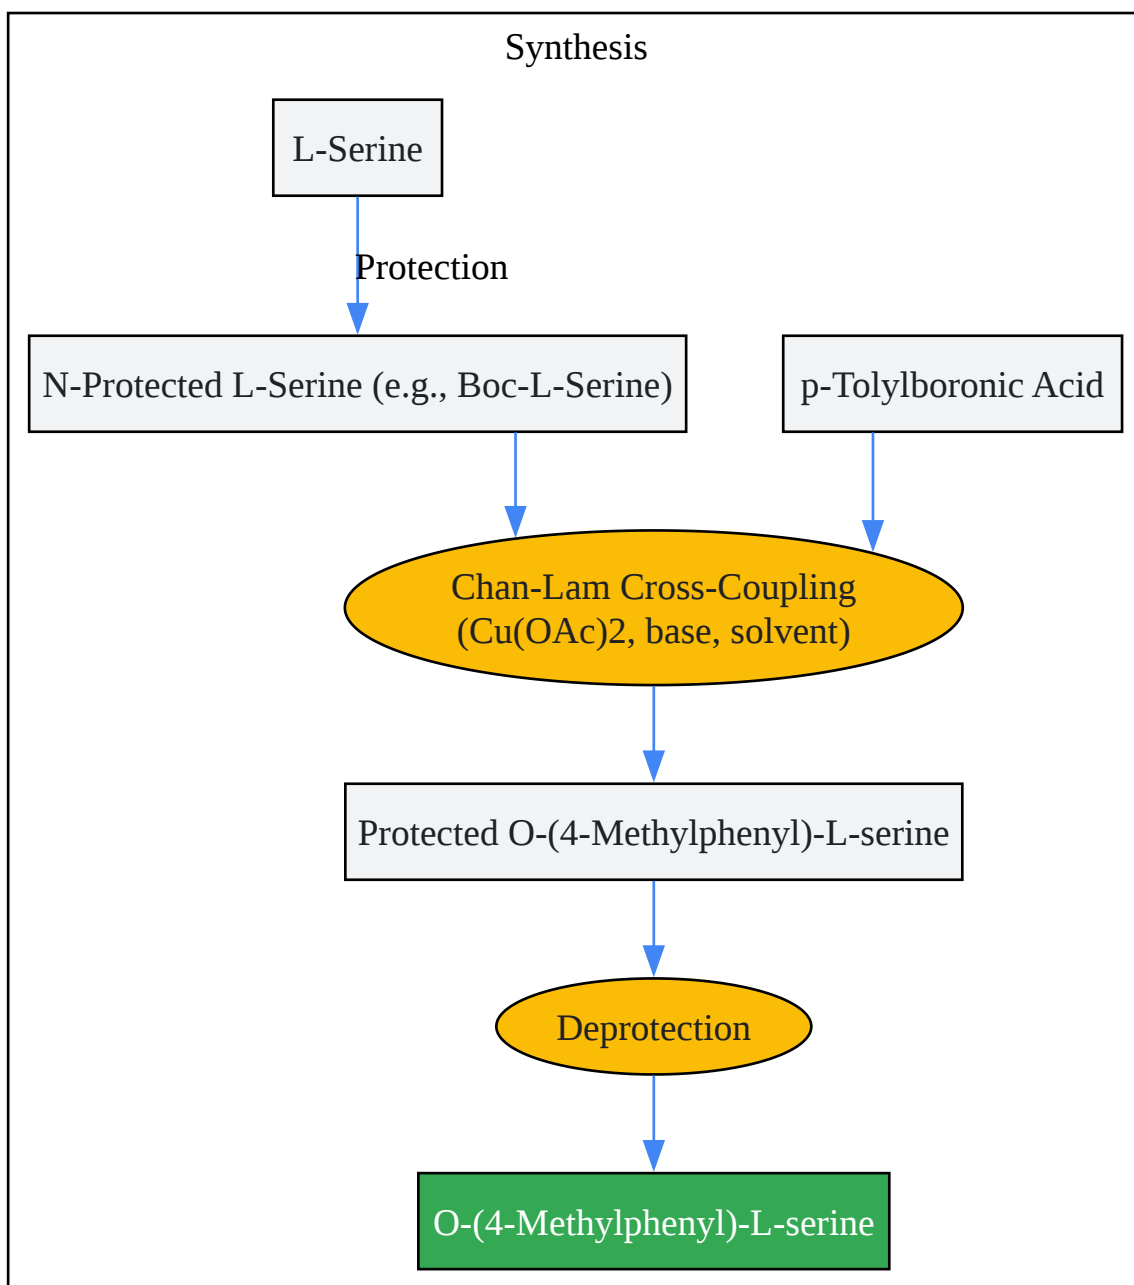 Synthesis
L-Serine
Protection
N-Protected L-Serine (e.g., Boc-L-Serine)
p-Tolylboronic Acid
Chan-Lam Cross-Coupling
(Cu(OAc)2, base, solvent)
Protected O-(4-Methylphenyl)-L-serine
Deprotection
O-(4-Methylphenyl)-L-serine